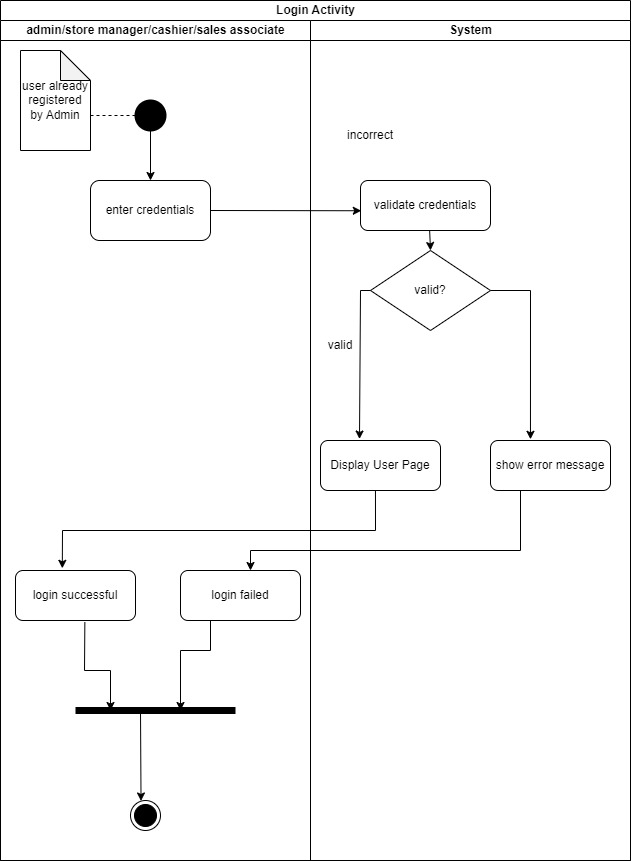 Login Activity
admin/store manager/cashier/sales associate
System
user already
registered
by Admin
incorrect
enter credentials
validate credentials
valid?
valid
Display User Page
show error message
login successful
login failed